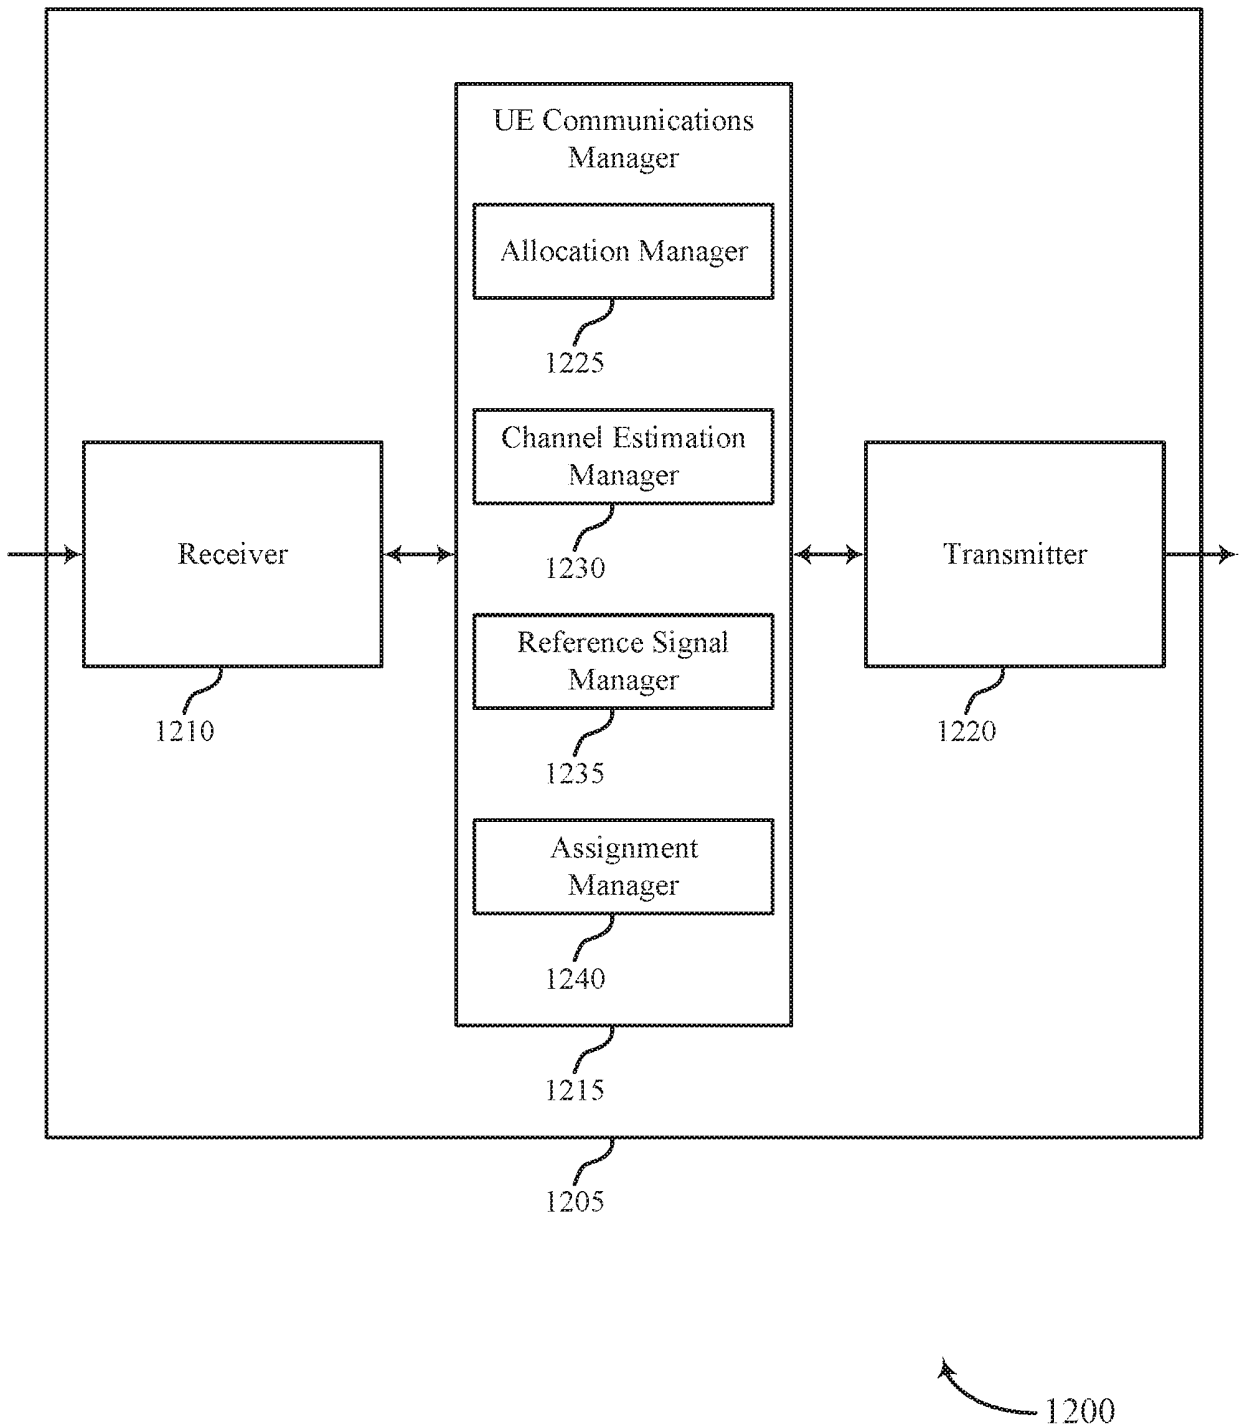 UE Communications
Manager
Allocation Manager
1225
Channel Estimation
Manager
1230
Receiver
1210
Transmitter
1220
Reference Signal
Manager
1235
Assignment
Manager
1240
1215
1205
1200